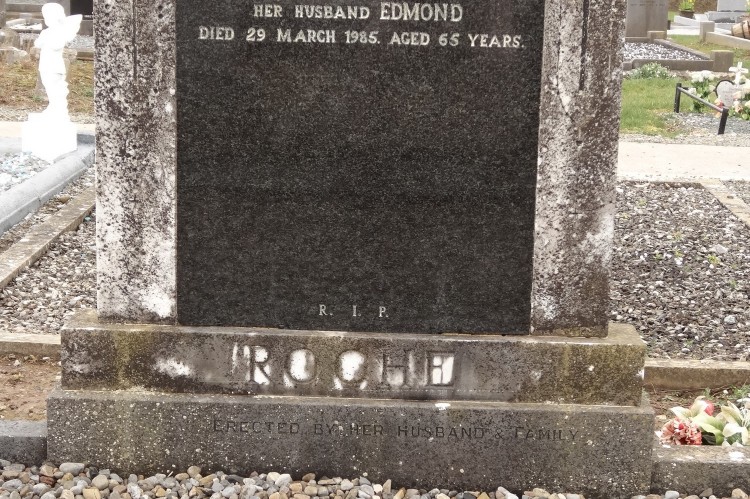 HER HUSBAND EDMOND
DIED 29 MARCH 1985. AGED 65 YEARS.
R. I. P.
ROCHE
ERECTED BY HER HUSBAND & FAMILY